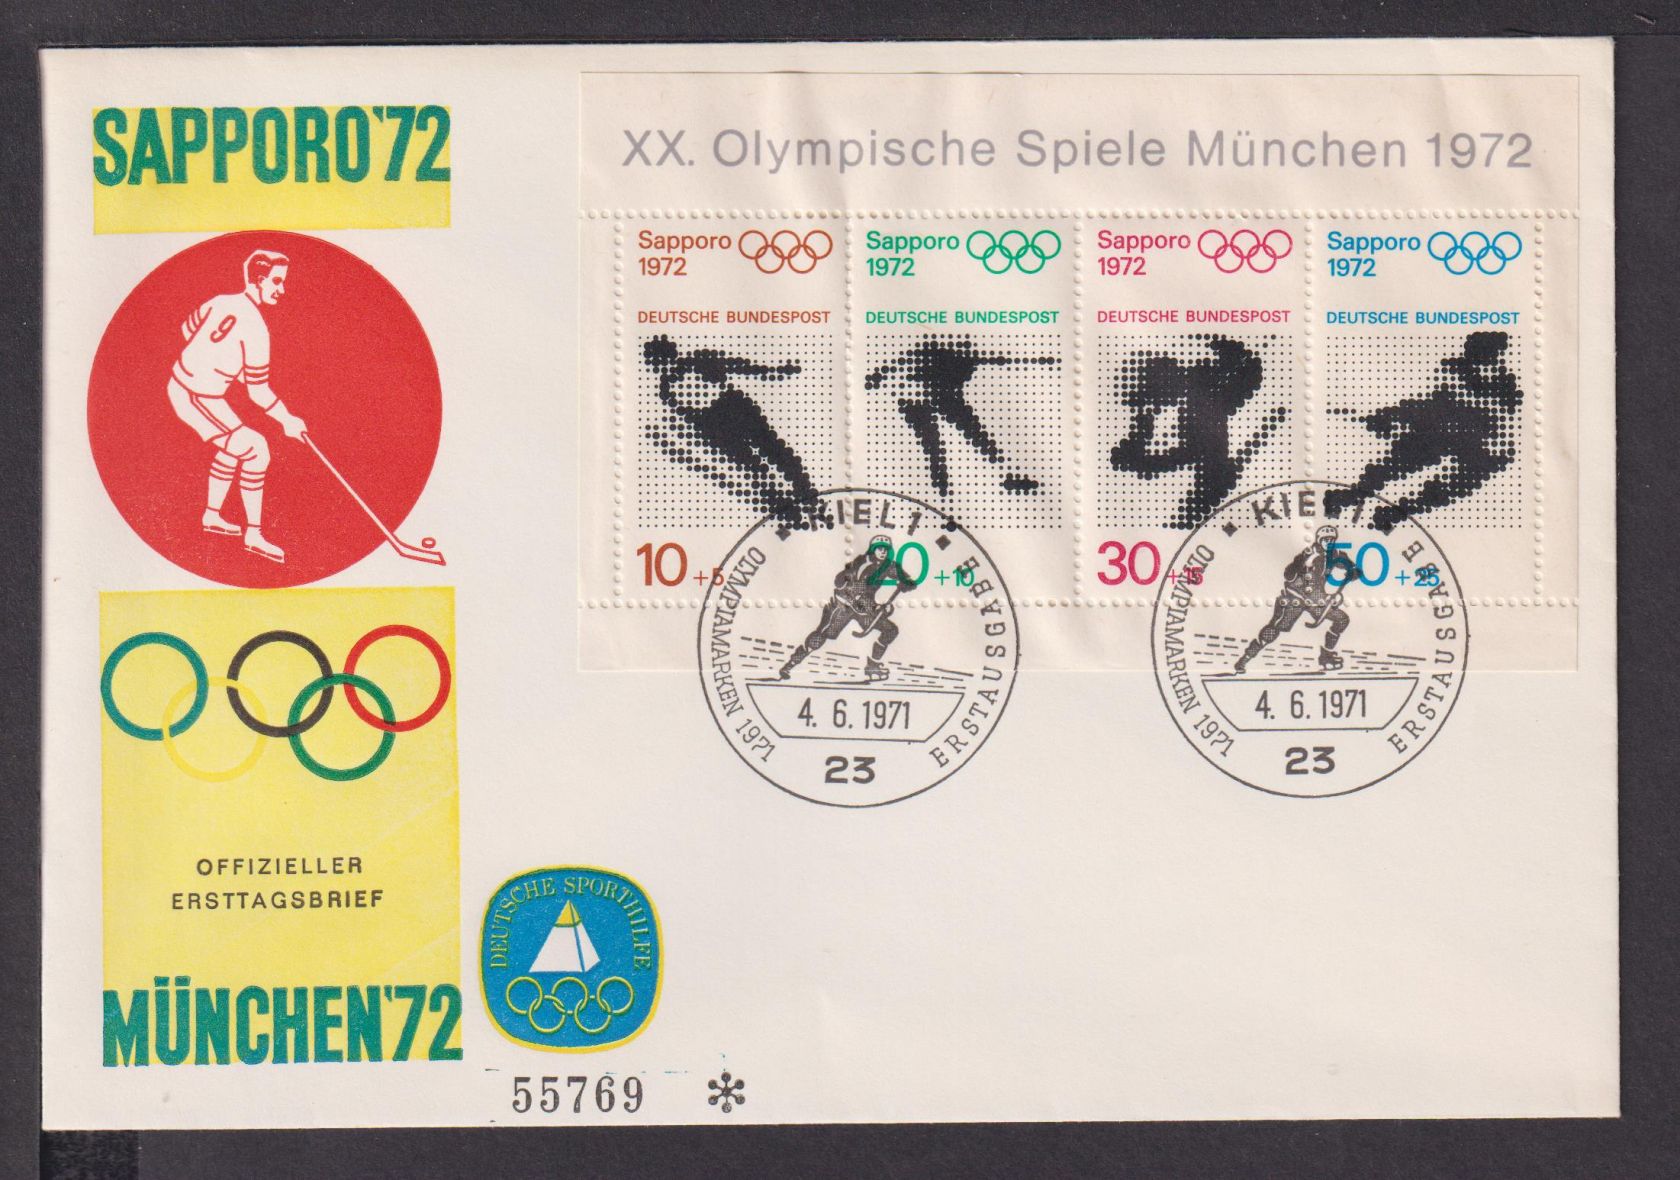 SAPPORO'72
9
OFFIZIELLER
ERSTTAGSBRIEF
MÜNCHEN'72
DEUTSCHE SPORTHILFE
55769
XX. Olympische Spiele München 1972
Sapporo
1972
DEUTSCHE BUNDESPOST
10 +5
Sapporo
1972
DEUTSCHE BUNDESPOST
20 +10
Sapporo
1972
DEUTSCHE BUNDESPOST
30 +15
Sapporo
1972
DEUTSCHE BUNDESPOST
50 +25
KIEL 1
ERSTAUSGABE
OLYMPIAMARKEN 1971
4. 6. 1971
23
KIEL 1
ERSTAUSGABE
OLYMPIAMARKEN 1971
4. 6. 1971
23